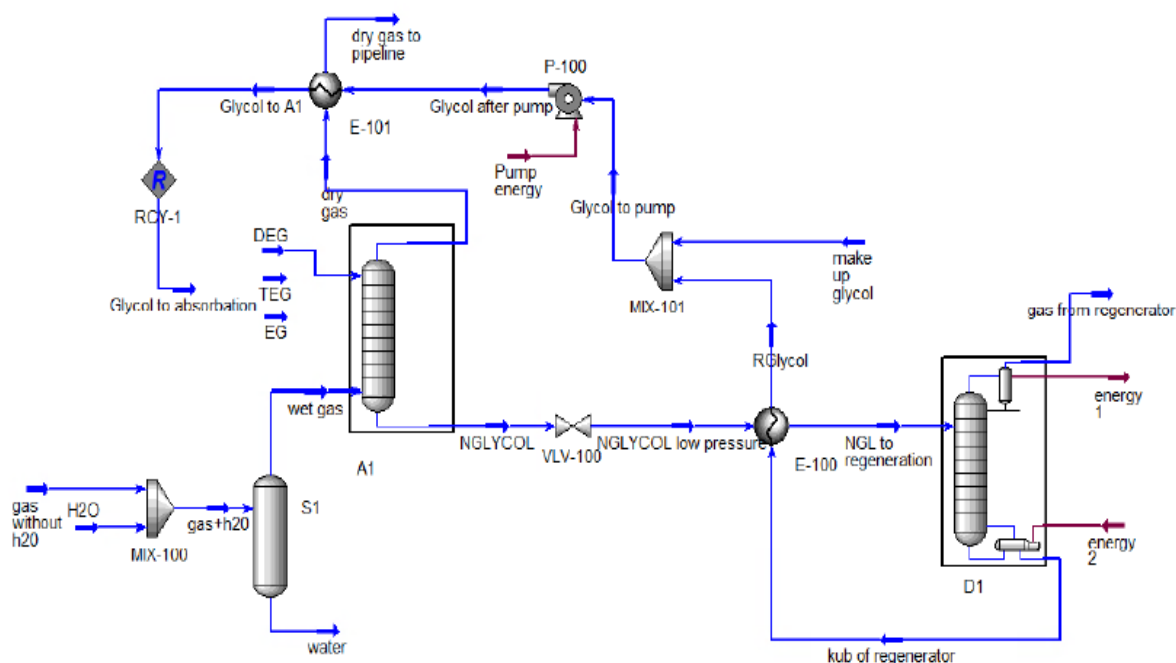 dry gas to
pipeline
P-100
Glycol to A1
Glycol after pump
E-101
Pump
energy
R
dry
gas
RCY-1
Glycol to pump
DEG
TEG
EG
Glycol to absorbation
make
up
glycol
MIX-101
gas from regenerator
RGlycol
energy
1
wet gas
NGLYCOL
VLV-100
NGLYCOL low pressure
E-100
NGL to
regeneration
A1
gas
without
h20
H2O
MIX-100
gas+h20
S1
energy
2
D1
water
kub of regenerator